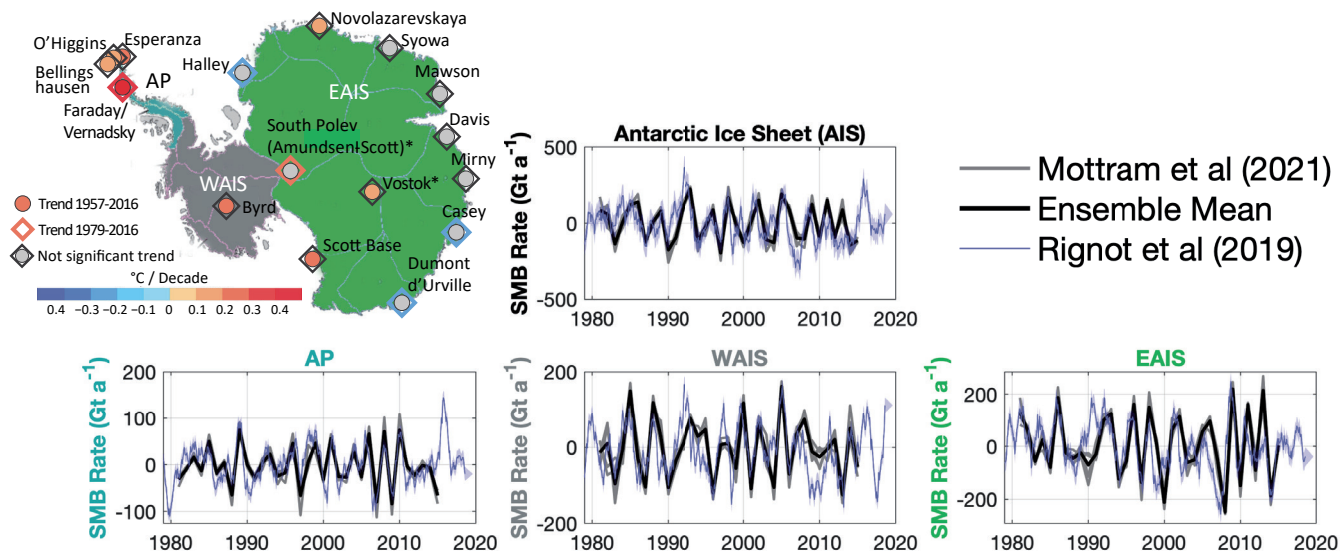 Novolazarevskaya
O'Higgins
Esperanza
Syowa
Halley
Bellings
hausen
AP
Mawson
EAIS
Faraday/
Vernadsky
Davis
South Polev
(Amundsen-Scott)*
Mirny
WAIS
Vostok*
Trend 1957-2016
Byrd
Casey
Trend 1979-2016
Scott Base
Not significant trend
Dumont
d'Urville
°C / Decade
0.4 −0.3 −0.2 −0.1 0 0.1 0.2 0.3 0.4
Antarctic Ice Sheet (AIS)
SMB Rate (Gt a⁻¹)
500
0
-500
1980 1990 2000 2010 2020
Mottram et al (2021)
Ensemble Mean
Rignot et al (2019)
AP
SMB Rate (Gt a⁻¹)
200
100
0
-100
1980 1990 2000 2010 2020
WAIS
SMB Rate (Gt a⁻¹)
200
0
-200
1980 1990 2000 2010 2020
EAIS
SMB Rate (Gt a⁻¹)
200
0
-200
1980 1990 2000 2010 2020